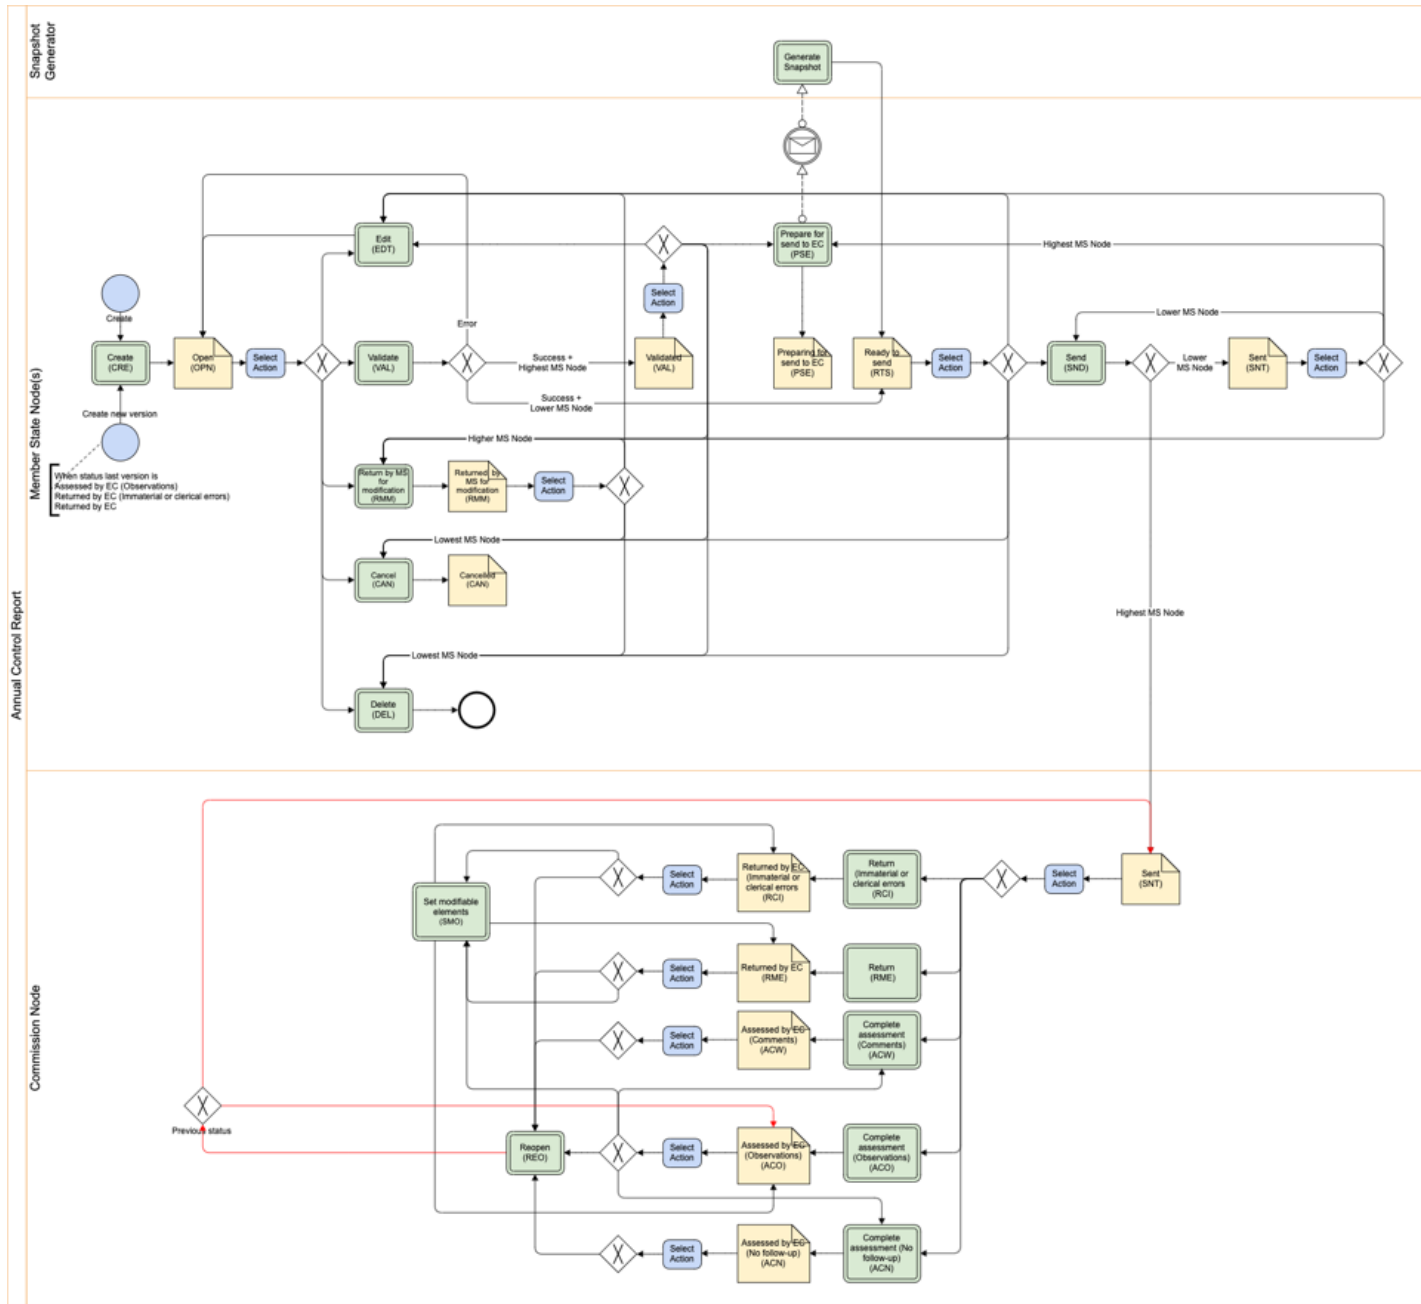 Snapshot
Generator
Generate
Snapshot
Annual Control Report
Member State Node(s)
Create
Create
(CRE)
Create new version
When status last version is
Assessed by EC (Observations)
Returned by EC (Immaterial or clerical errors)
Returned by EC
Open
(OPN)
Select
Action
Edit
(EDT)
Validate
(VAL)
Error
Success +
Highest MS Node
Success +
Lower MS Node
Validated
(VAL)
Select
Action
Prepare for
send to EC
(PSE)
Preparing for
send to EC
(PSE)
Ready to
send
(RTS)
Select
Action
Highest MS Node
Lower MS Node
Send
(SND)
Lower
MS Node
Sent
(SNT)
Select
Action
Higher MS Node
Return by MS
for
modification
(RMM)
Returned by
MS for
modification
(RMM)
Select
Action
Lowest MS Node
Cancel
(CAN)
Cancelled
(CAN)
Lowest MS Node
Delete
(DEL)
Highest MS Node
Commission Node
Set modifiable
elements
(SMO)
Select
Action
Returned by EC
(Immaterial or
clerical errors
(RCI)
Return
(Immaterial or
clerical errors
(RCI)
Select
Action
Sent
(SNT)
Select
Action
Returned by EC
(RME)
Return
(RME)
Select
Action
Assessed by EC
(Comments)
(ACW)
Complete
assessment
(Comments)
(ACW)
Previous status
Reopen
(REO)
Select
Action
Assessed by EC
(Observations)
(ACO)
Complete
assessment
(Observations)
(ACO)
Select
Action
Assessed by EC
(No follow-up)
(ACN)
Complete
assessment (No
follow-up)
(ACN)